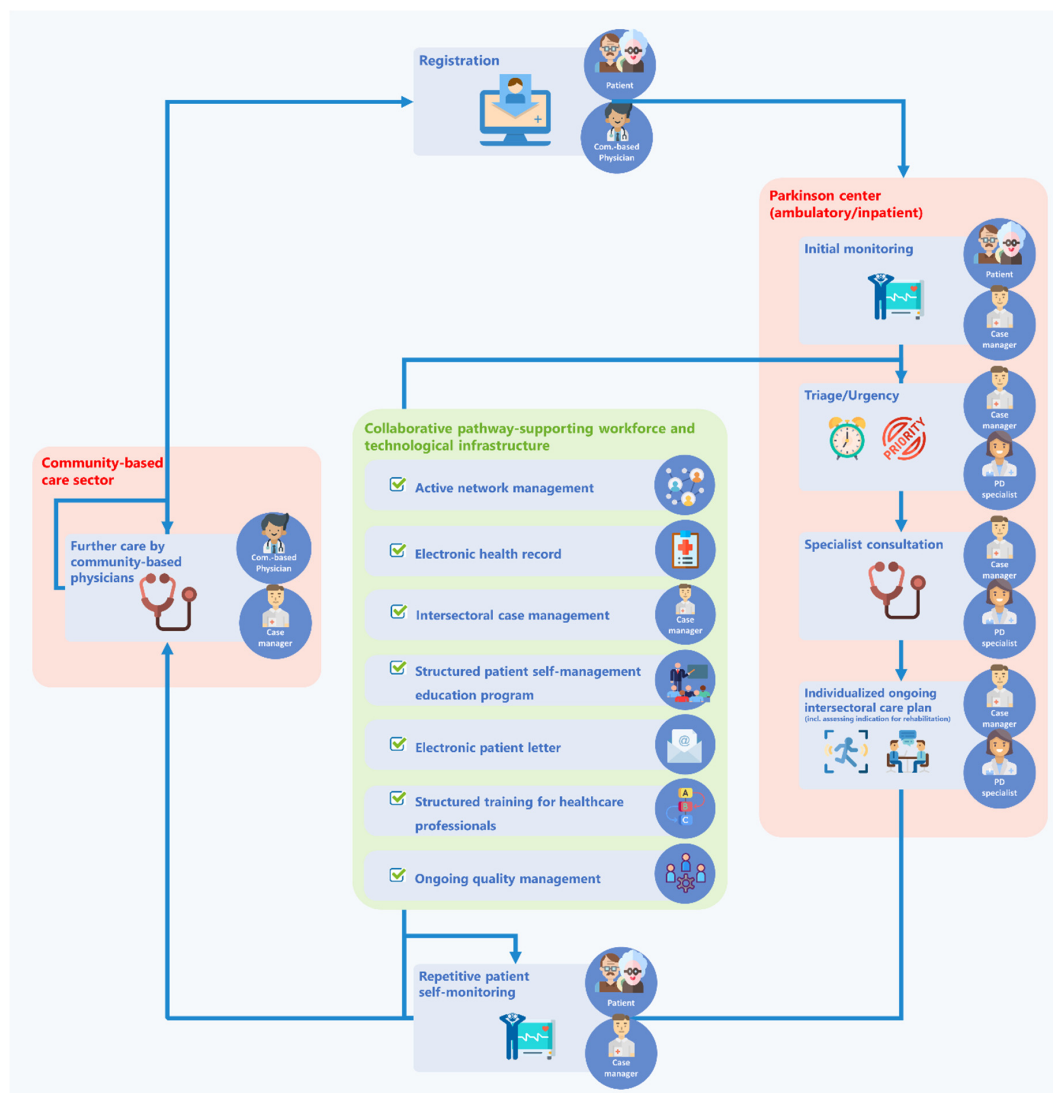 Registration
Patient
Com.-based
Physician
Parkinson center
(ambulatory/inpatient)
Initial monitoring
Patient
Case
manager
Triage/Urgency
PRIORITY
Case
manager
PD
specialist
Specialist consultation
Case
manager
PD
specialist
Individualized ongoing
intersectoral care plan
(incl. assessing indication for rehabilitation)
Case
manager
PD
specialist
Collaborative pathway-supporting workforce and
technological infrastructure
Active network management
Electronic health record
Intersectoral case management
Case
manager
Structured patient self-management
education program
Electronic patient letter
@
Structured training for healthcare
professionals
A
B
C
Ongoing quality management
Community-based
care sector
Further care by
community-based
physicians
Com.-based
Physician
Case
manager
Repetitive patient
self-monitoring
Patient
Case
manager